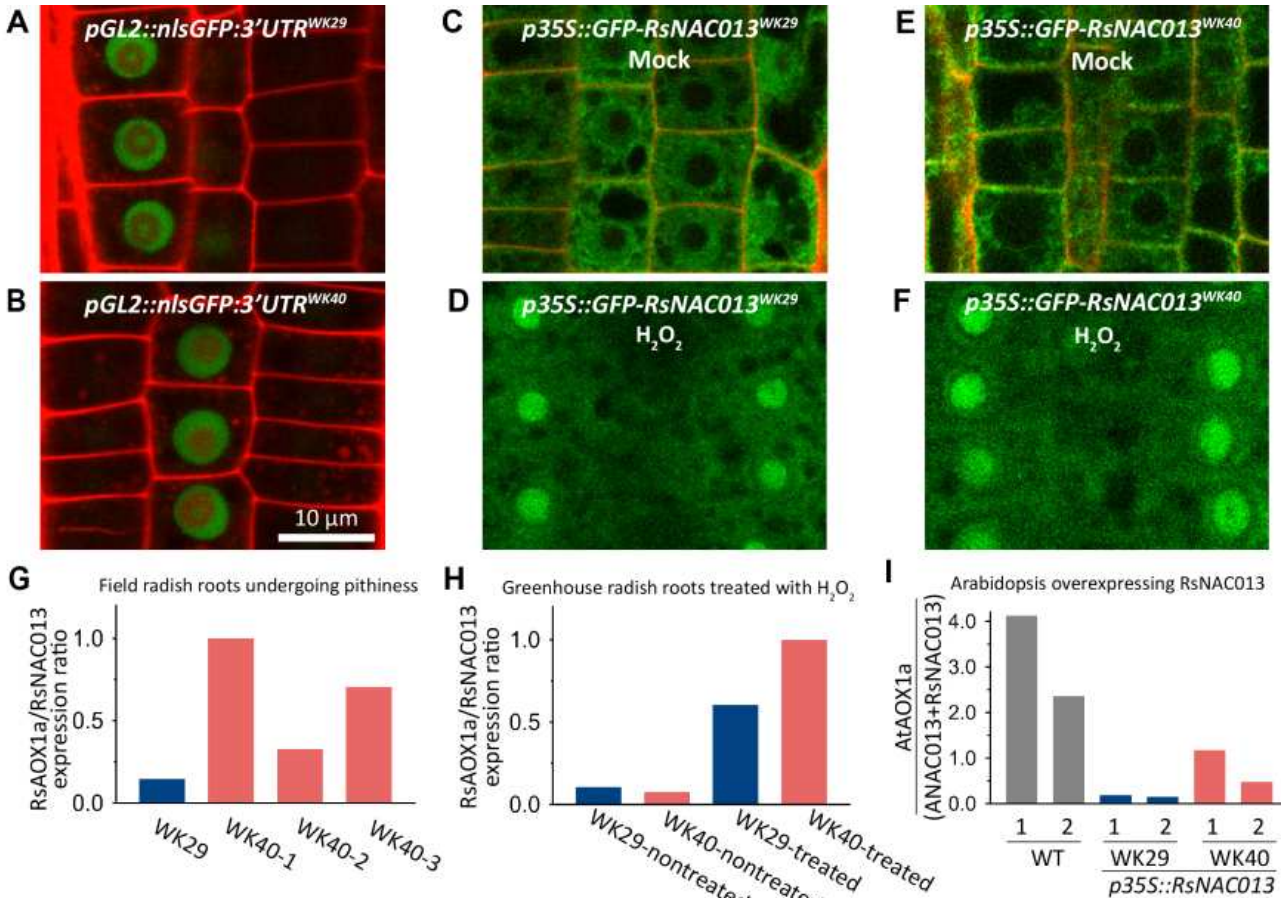 A
pGL2::nlsGFP:3'UTR^WK29
C
p35S::GFP-RsNAC013^WK29
Mock
E
p35S::GFP-RsNAC013^WK40
Mock
B
pGL2::nlsGFP:3'UTR^WK40
10 µm
D
p35S::GFP-RsNAC013^WK29
H₂O₂
F
p35S::GFP-RsNAC013^WK40
H₂O₂
G
Field radish roots undergoing pithiness
RsAOX1a/RsNAC013
expression ratio
1.0
0.5
0.0
WK29
WK40-1
WK40-2
WK40-3
H
Greenhouse radish roots treated with H₂O₂
RsAOX1a/RsNAC013
expression ratio
1.0
0.5
0.0
WK29-nontreated
WK40-nontreated
WK29-treated
WK40-treated
I
Arabidopsis overexpressing RsNAC013
AtAOX1a
(ANAC013+RsNAC013)
4.0
3.0
2.0
1.0
0.0
1 2 1 2 1 2
WT WK29 WK40
p35S::RsNAC013